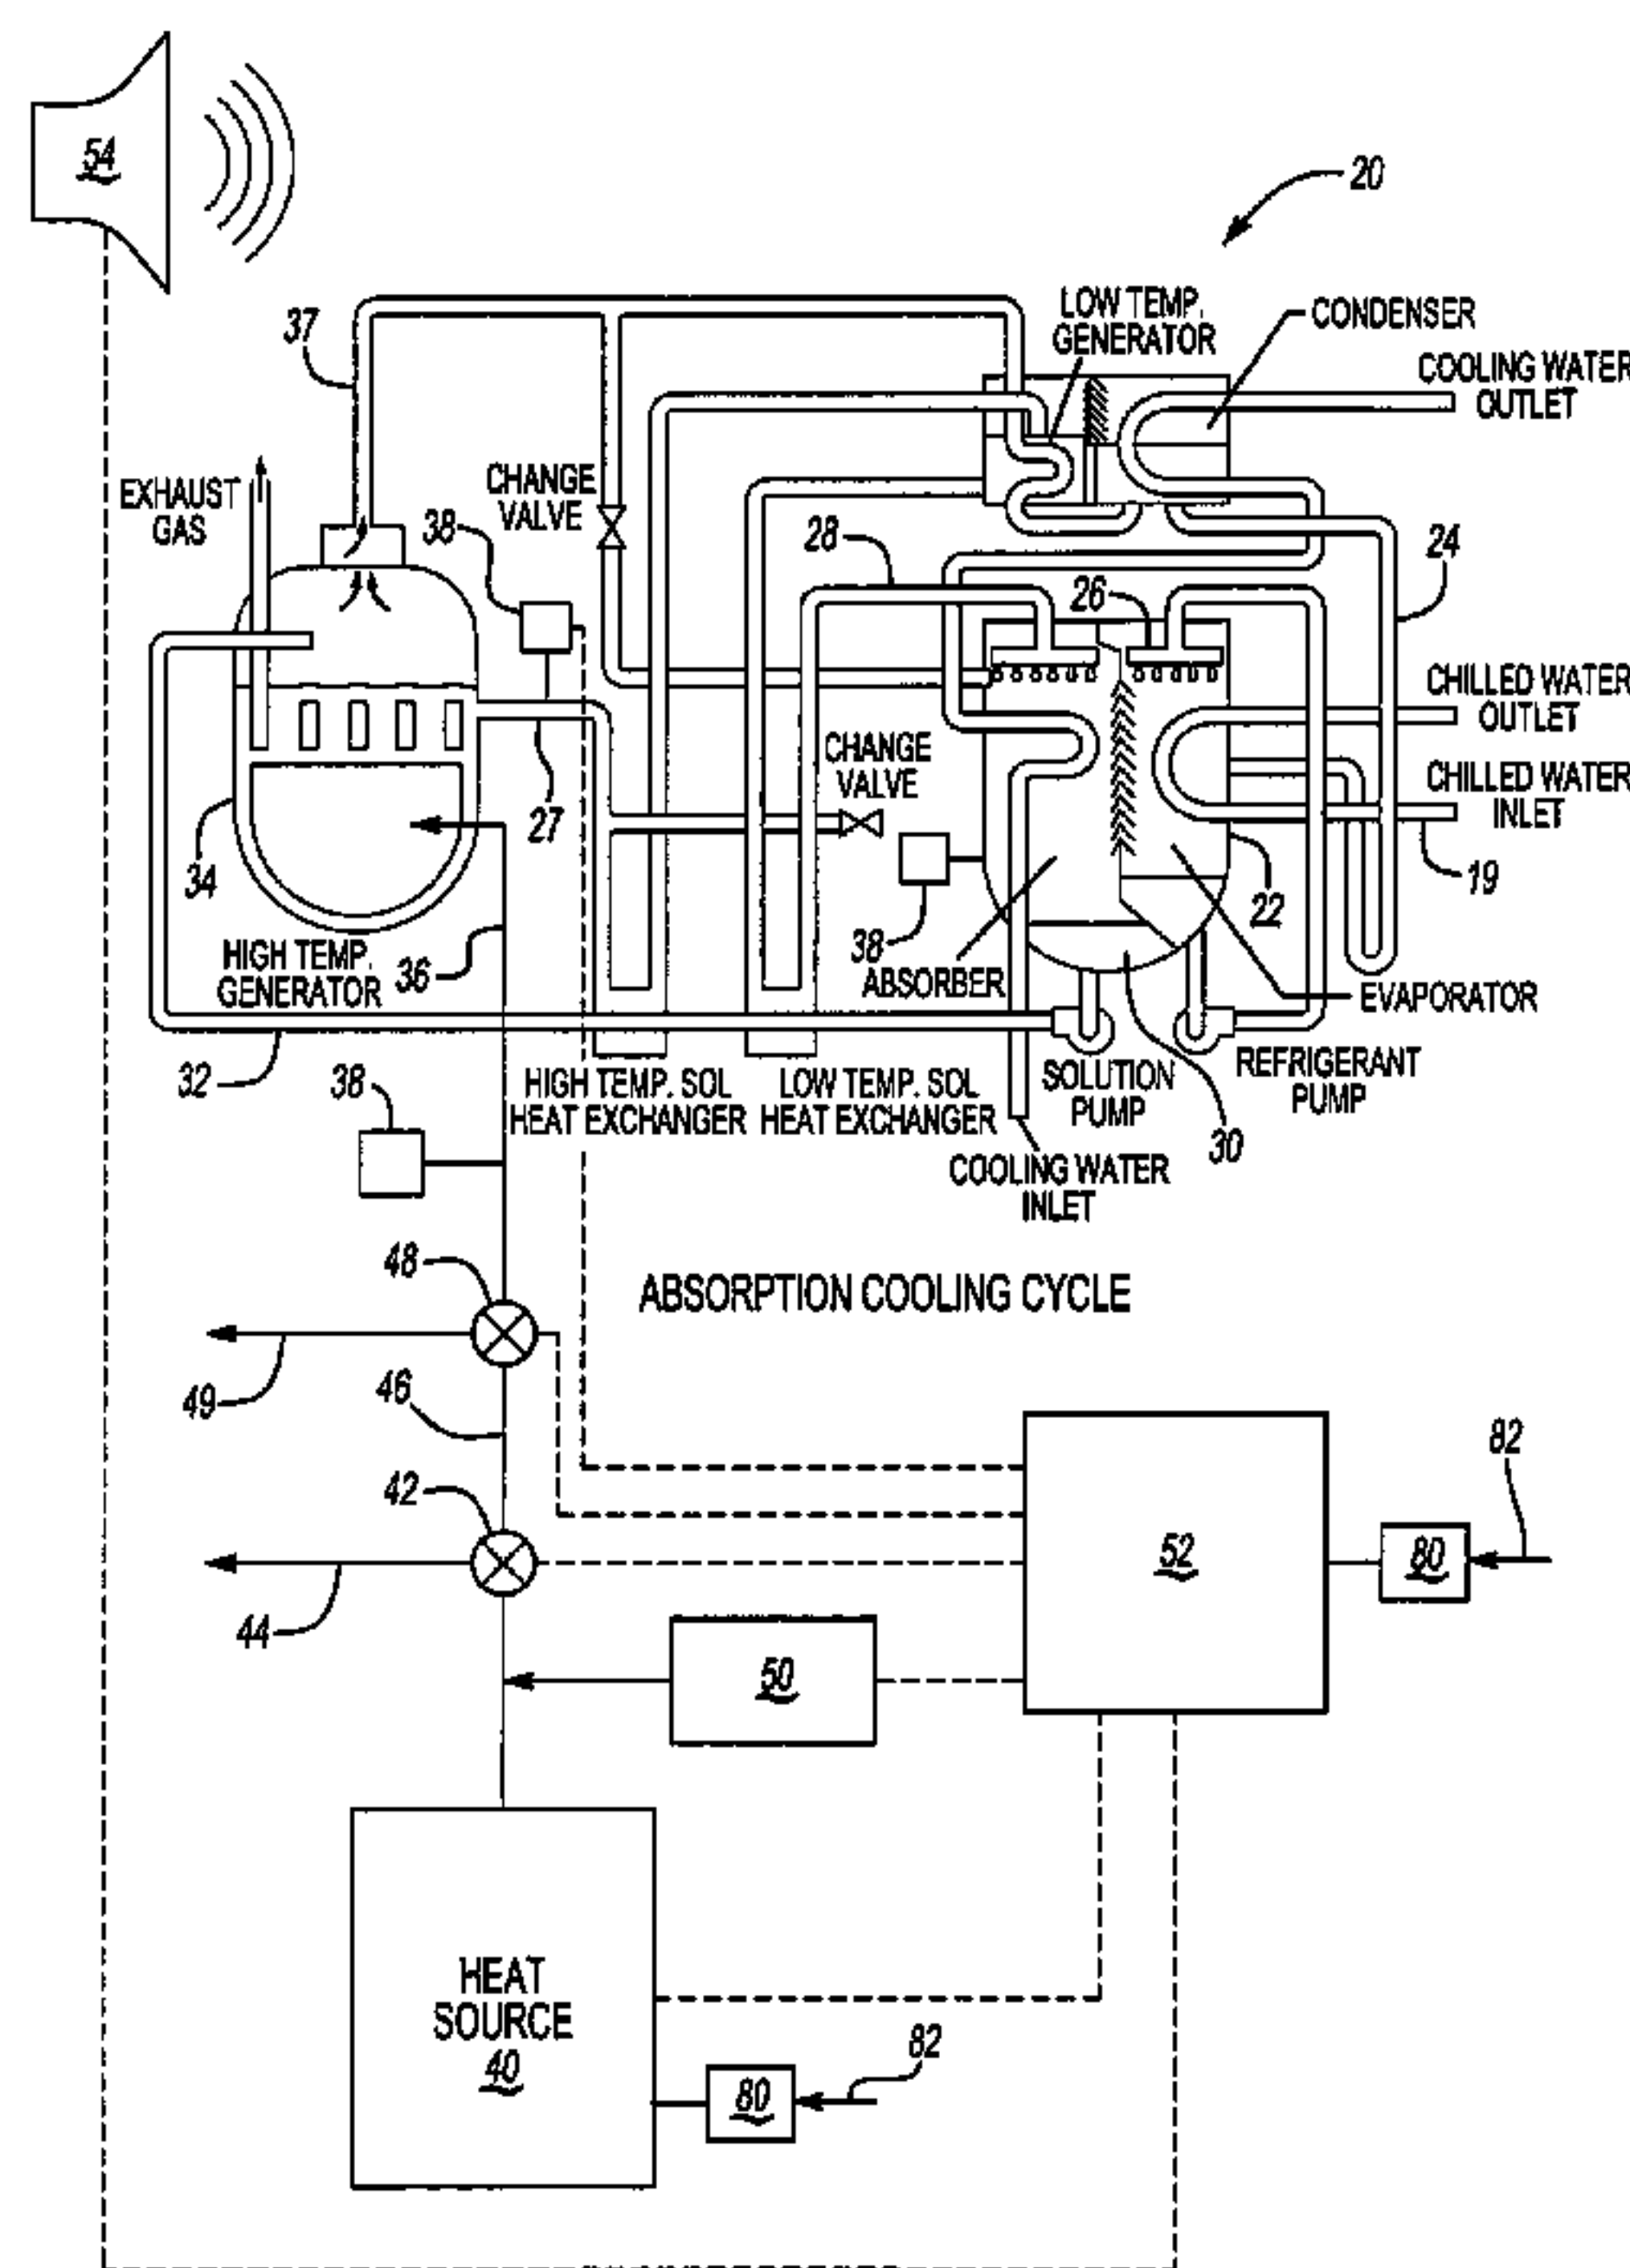 54
20
LOW TEMP.
GENERATOR
CONDENSER
37
COOLING WATER
OUTLET
EXHAUST
GAS
CHANGE
VALVE
38
28
24
26
CHILLED WATER
OUTLET
CHANGE
VALVE
CHILLED WATER
INLET
27
34
19
22
38
HIGH TEMP.
GENERATOR
36
ABSORBER
EVAPORATOR
32
38
HIGH TEMP. SOL
HEAT EXCHANGER
LOW TEMP. SOL
HEAT EXCHANGER
SOLUTION
PUMP
REFRIGERANT
PUMP
30
COOLING WATER
INLET
48
ABSORPTION COOLING CYCLE
49
46
82
42
52
80
44
50
HEAT
SOURCE
40
82
80